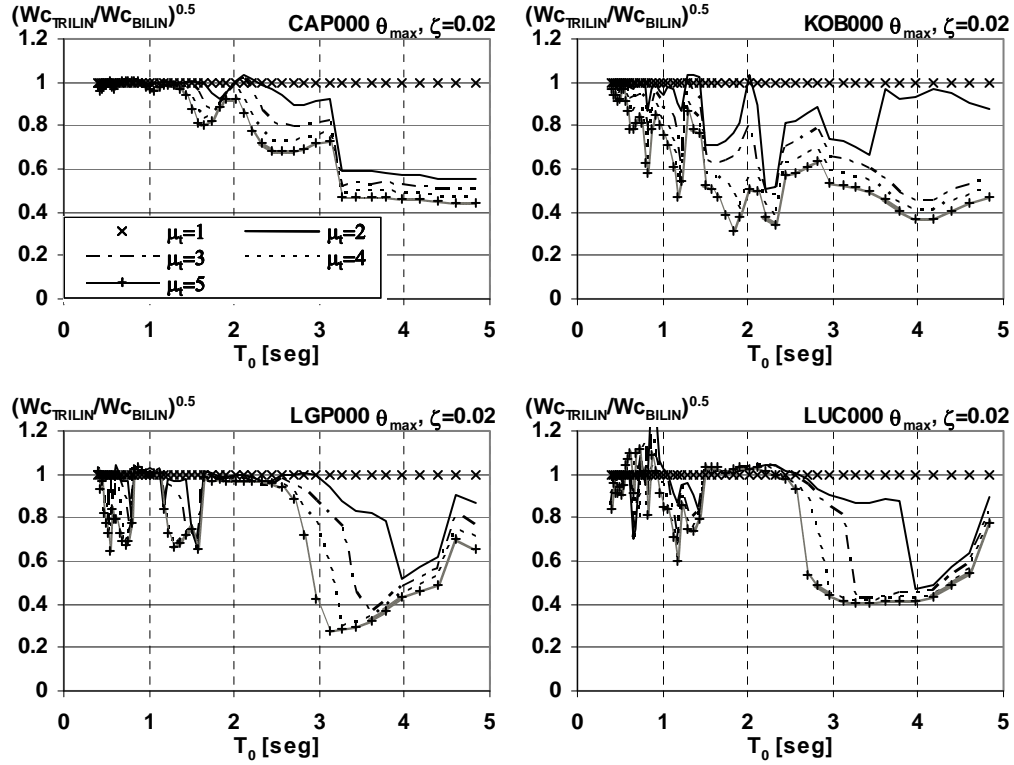 (Wc_TRILIN/Wc_BILIN)^0.5 CAP000 θ_max, ζ=0.02
1.2
1
0.8
0.6
0.4
0.2
0
μ_t=1 μ_t=2
μ_t=3 μ_t=4
μ_t=5
0 1 2 3 4 5
T_0 [seg]
(Wc_TRILIN/Wc_BILIN)^0.5 KOB000 θ_max, ζ=0.02
1.2
1
0.8
0.6
0.4
0.2
0
0 1 2 3 4 5
T_0 [seg]
(Wc_TRILIN/Wc_BILIN)^0.5 LGP000 θ_max, ζ=0.02
1.2
1
0.8
0.6
0.4
0.2
0
0 1 2 3 4 5
T_0 [seg]
(Wc_TRILIN/Wc_BILIN)^0.5 LUC000 θ_max, ζ=0.02
1.2
1
0.8
0.6
0.4
0.2
0
0 1 2 3 4 5
T_0 [seg]